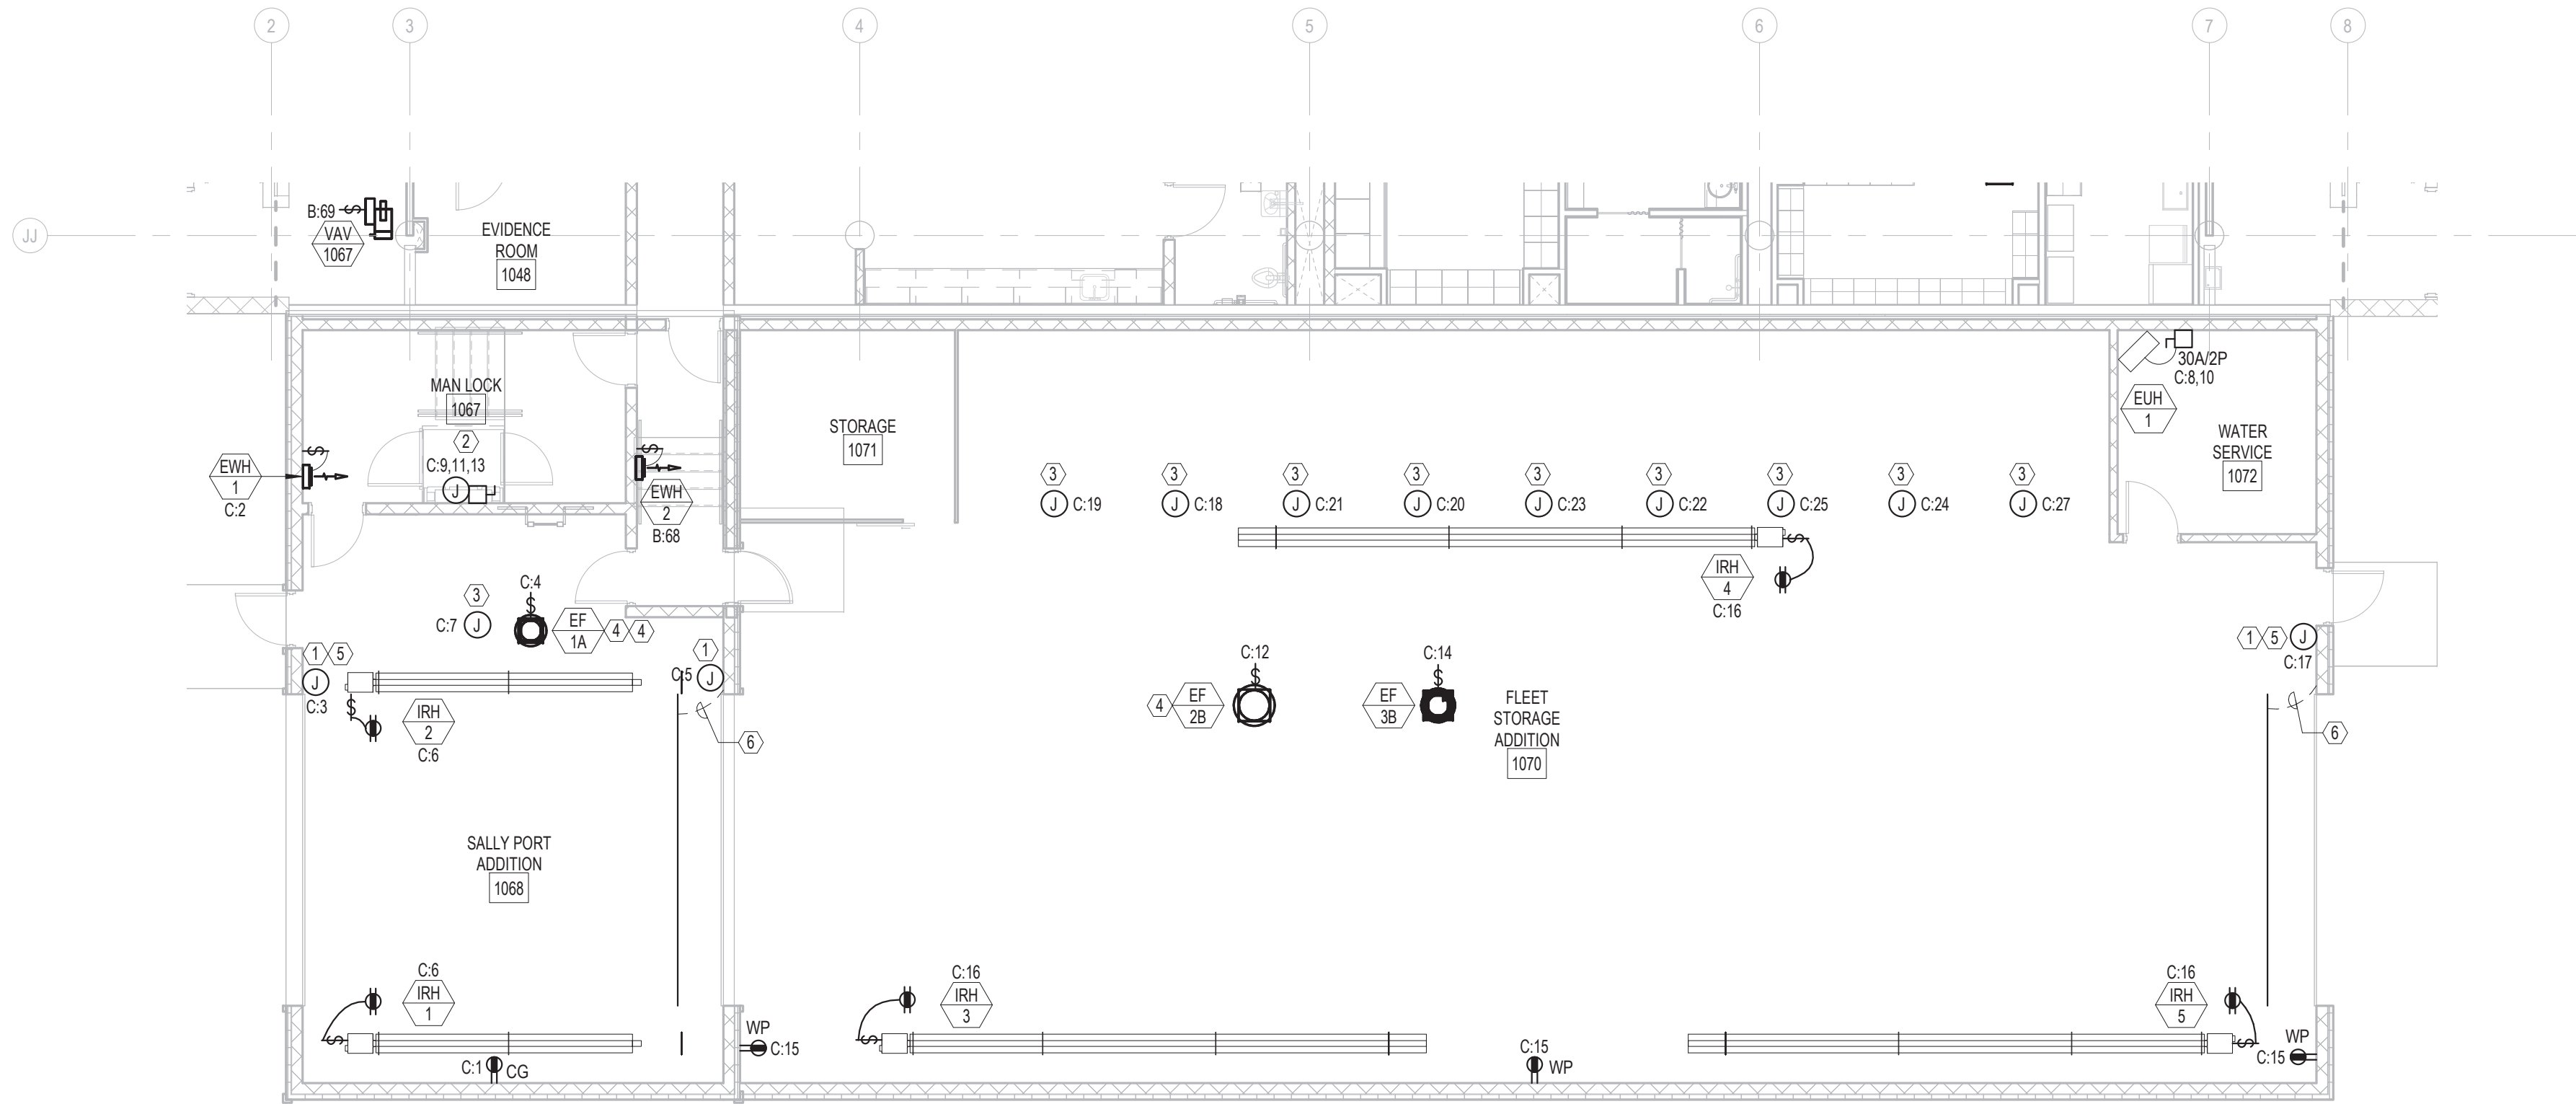 2
3
4
5
6
7
8
JJ
B:69
VAV
1067
EVIDENCE
ROOM
1048
MAN LOCK
1067
2
C:9,11,13
J
EWH
1
C:2
EWH
2
B:68
STORAGE
1071
30A/2P
C:8,10
EUH
1
WATER
SERVICE
1072
3
J C:19
3
J C:18
3
J C:21
3
J C:20
3
J C:23
3
J C:22
3
J C:25
3
J C:24
3
J C:27
IRH
4
C:16
3
C:7 J
C:4
$
EF
1A
4 4
1 5
J
C:3
1
C:5 J
$
IRH
2
C:6
6
C:12
$
4
EF
2B
C:14
$
EF
3B
FLEET
STORAGE
ADDITION
1070
1 5 J
C:17
6
SALLY PORT
ADDITION
1068
C:6
IRH
1
C:16
IRH
3
C:16
IRH
5
WP
C:15
C:1 CG
C:15
WP
WP
C:15